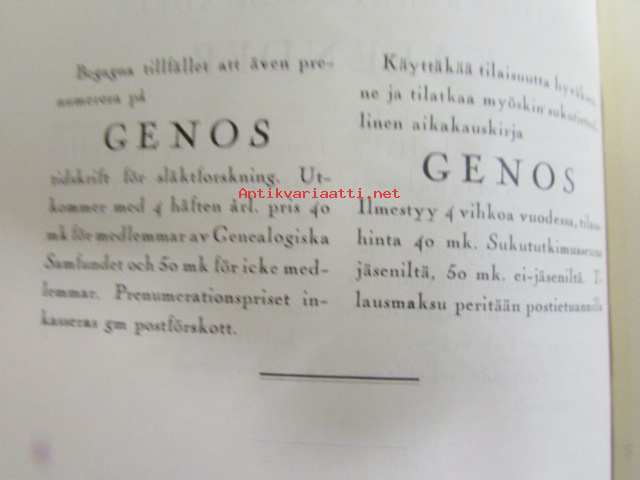 Begagna tillfället att även pre-
numerera på
GENOS
tidskrift för släktforskning. Ut-
kommer med 4 häften årl. pris 40
mk för medlemmar av Genealogiska
Samfundet och 50 mk för icke med-
lemmar. Prenumerationspriset in-
kasseras gm postförskott.
Käyttäkää tilaisuutta
ne ja tilatkaa myöskin
linen aikakauskirja
GENOS
Ilmestyy 4 vihkoa vuodessa,
hinta 40 mk.
jäseniltä, 50 mk. ei-jäseniltä.
lausmaksu peritään
Antikvariaatti.net